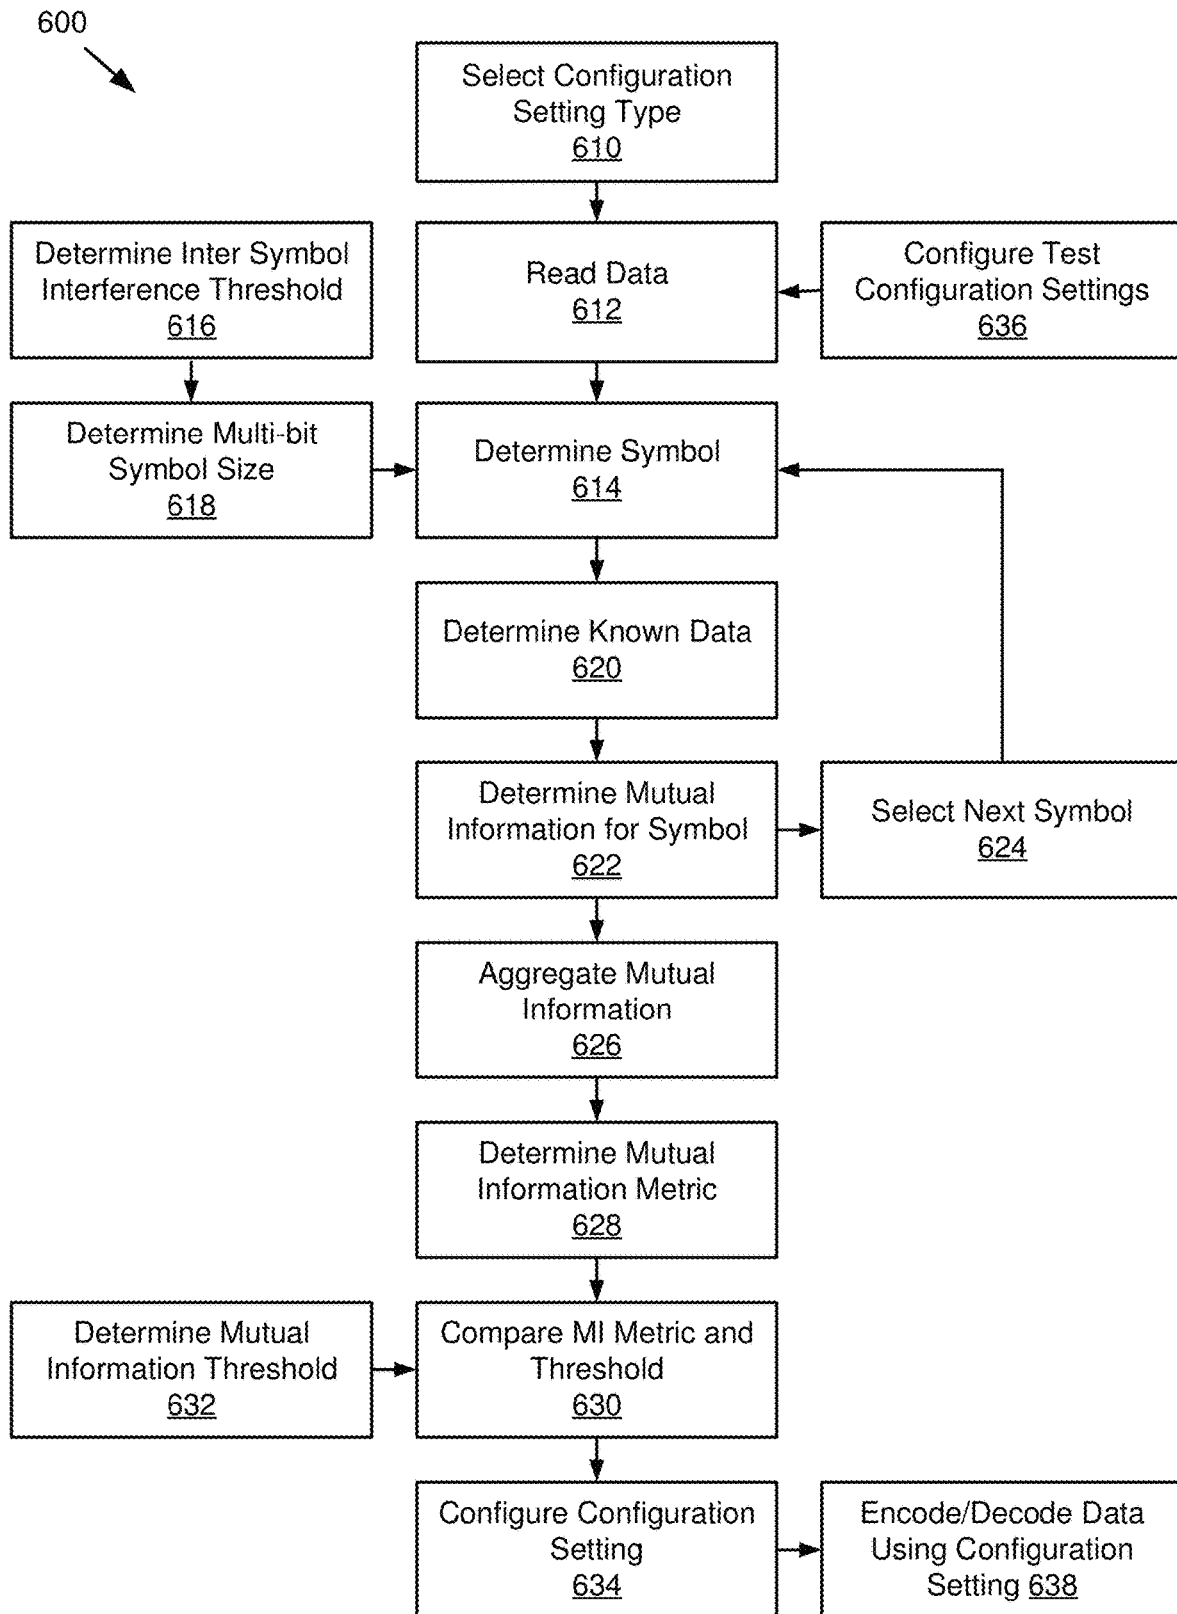 600
Select Configuration
Setting Type
610
Determine Inter Symbol
Interference Threshold
616
Read Data
612
Configure Test
Configuration Settings
636
Determine Multi-bit
Symbol Size
618
Determine Symbol
614
Determine Known Data
620
Determine Mutual
Information for Symbol
622
Select Next Symbol
624
Aggregate Mutual
Information
626
Determine Mutual
Information Metric
628
Determine Mutual
Information Threshold
632
Compare MI Metric and
Threshold
630
Configure Configuration
Setting
634
Encode/Decode Data
Using Configuration
Setting 638